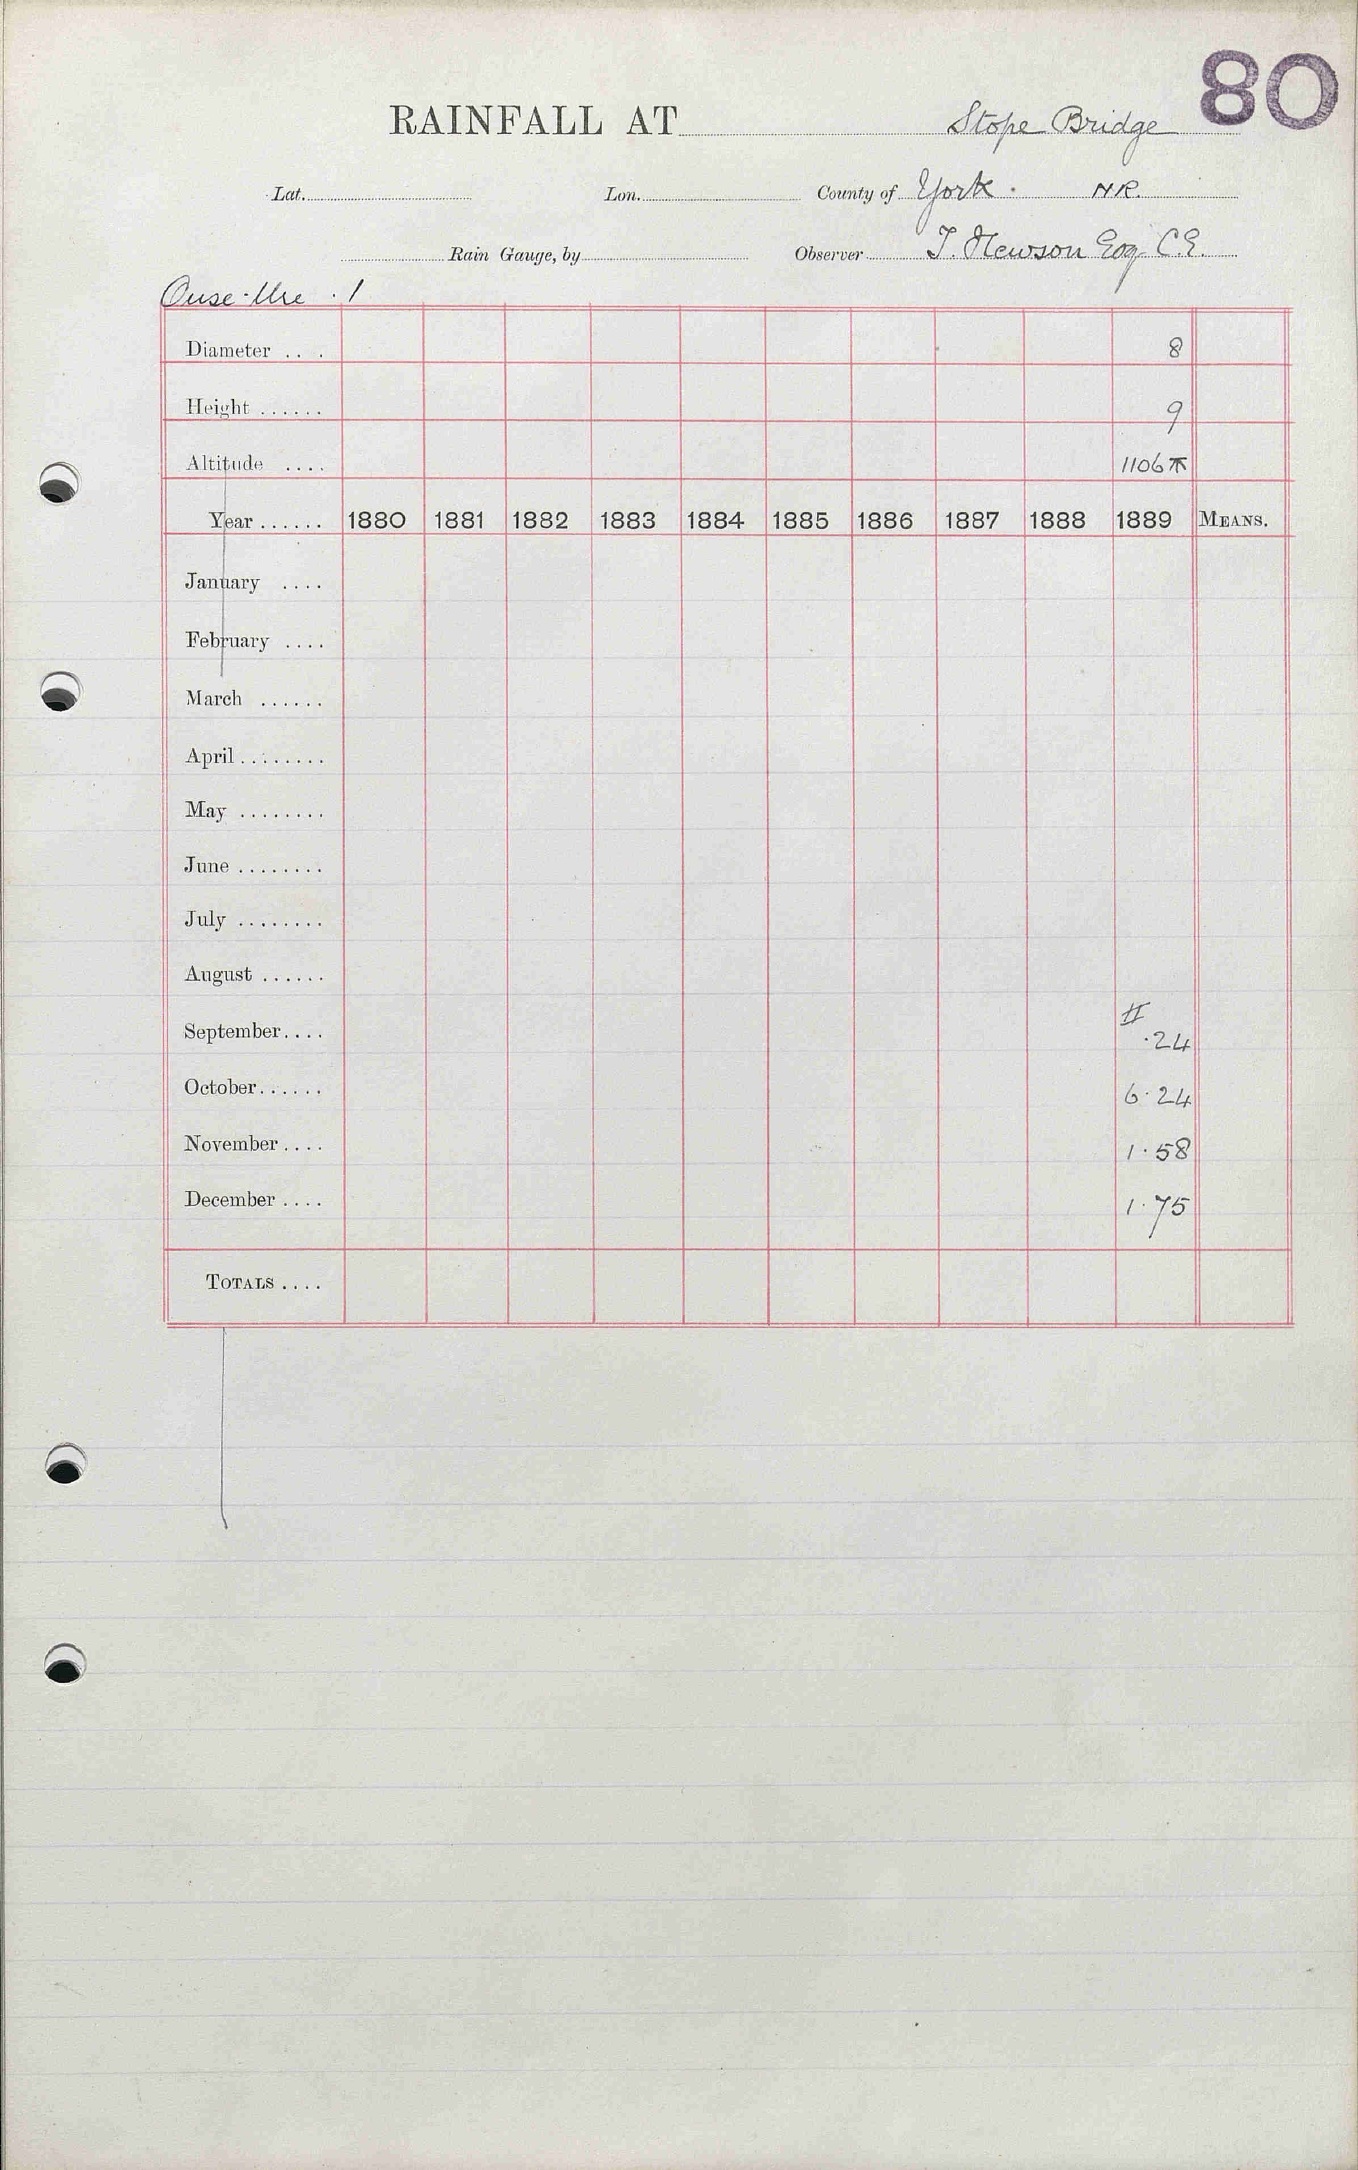 80
RAINFALL AT Stope Bridge
Lat. Lon. County of York. NR.
Rain Gauge, by Observer T. Hewson Esq C.E.
Ouse·Ure ·1
Diameter .... 8
Height ...... 9
Altitude .... 1106
Year ...... 1880 1881 1882 1883 1884 1885 1886 1887 1888 1889 MEANS.
January ....
February ....
March ......
April ........
May ........
June ........
July ........
August ......
September.... # ·24
October...... 6·24
November.... 1·58
December.... 1·75
TOTALS ....